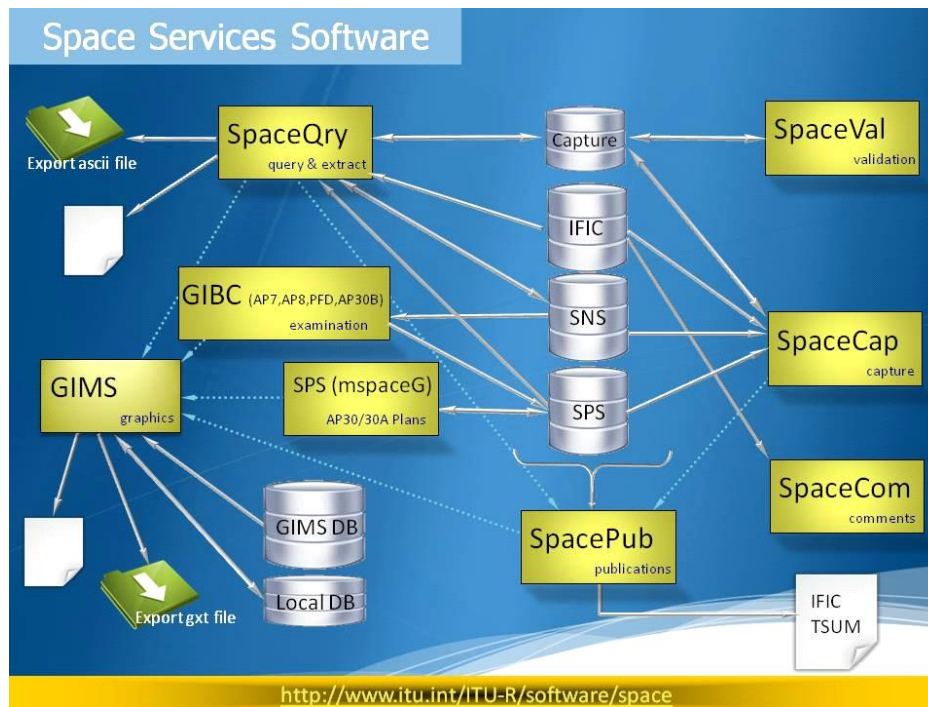 Space Services Software
Export ascii file
SpaceQry
query & extract
Capture
SpaceVal
validation
IFIC
GIBC (AP7,AP8,PFD,AP30B)
examination
SNS
SpaceCap
capture
GIMS
graphics
SPS (mspaceG)
AP30/30A Plans
SPS
SpaceCom
comments
GIMS DB
SpacePub
publications
Local DB
Export gxt file
IFIC
TSUM
http://www.itu.int/ITU-R/software/space